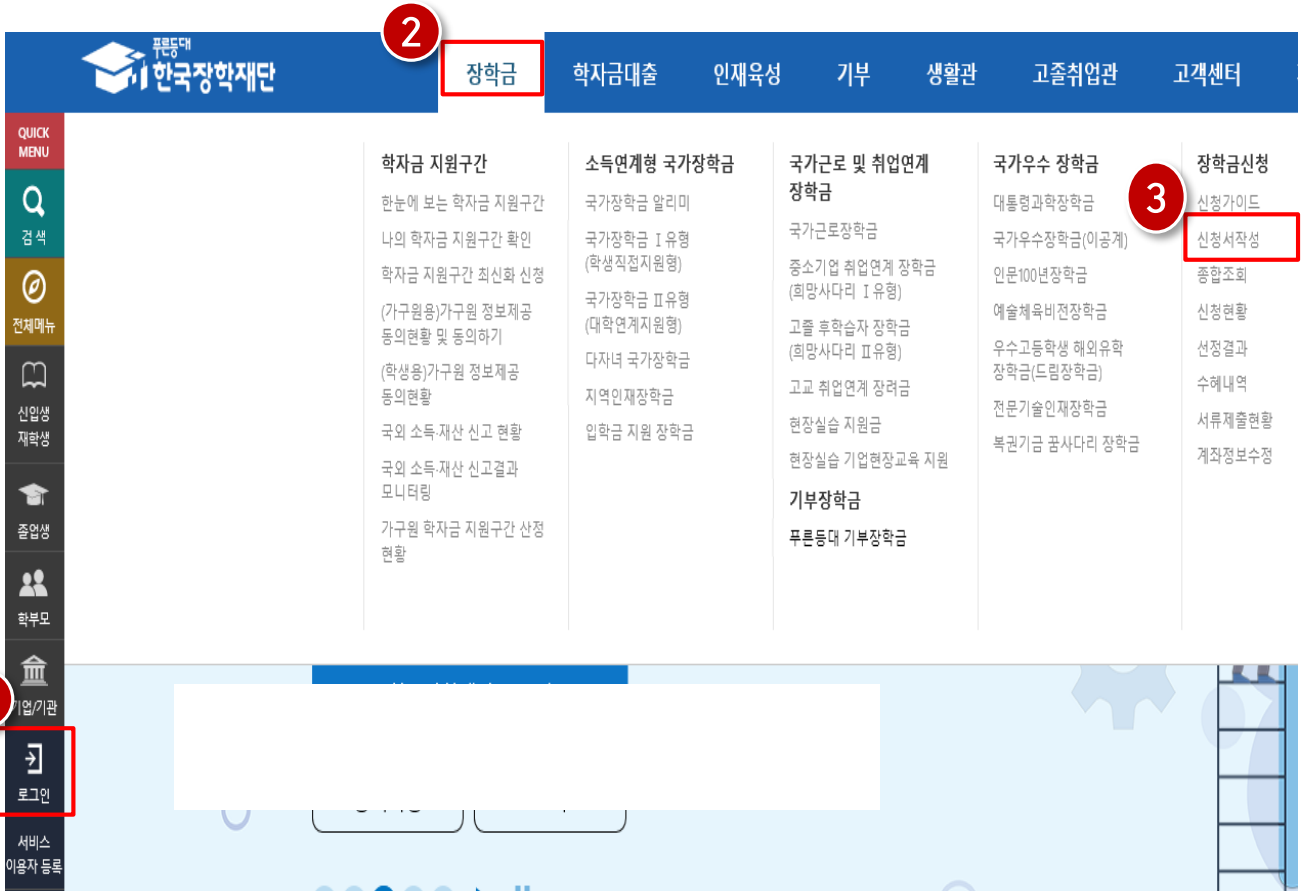 2
푸른등대
한국장학재단
장학금
학자금대출
인재육성
기부
생활관
고졸취업관
고객센터
QUICK
MENU
검색
전체메뉴
신입생
재학생
졸업생
학부모
기업/기관
로그인
서비스
이용자 등록
학자금 지원구간
한눈에 보는 학자금 지원구간
나의 학자금 지원구간 확인
학자금 지원구간 최신화 신청
(가구원용)가구원 정보제공
동의현황 및 동의하기
(학생용)가구원 정보제공
동의현황
국외 소득·재산 신고 현황
국외 소득·재산 신고결과
모니터링
가구원 학자금 지원구간 산정
현황
소득연계형 국가장학금
국가장학금 알리미
국가장학금 Ⅰ유형
(학생직접지원형)
국가장학금 Ⅱ유형
(대학연계지원형)
다자녀 국가장학금
지역인재장학금
입학금 지원 장학금
국가근로 및 취업연계
장학금
국가근로장학금
중소기업 취업연계 장학금
(희망사다리 Ⅰ유형)
고졸 후학습자 장학금
(희망사다리 Ⅱ유형)
고교 취업연계 장려금
현장실습 지원금
현장실습 기업현장교육 지원
기부장학금
푸른등대 기부장학금
국가우수 장학금
대통령과학장학금
국가우수장학금(이공계)
인문100년장학금
예술체육비전장학금
우수고등학생 해외유학
장학금(드림장학금)
전문기술인재장학금
복권기금 꿈사다리 장학금
3
장학금신청
신청가이드
신청서작성
종합조회
신청현황
선정결과
수혜내역
서류제출현황
계좌정보수정